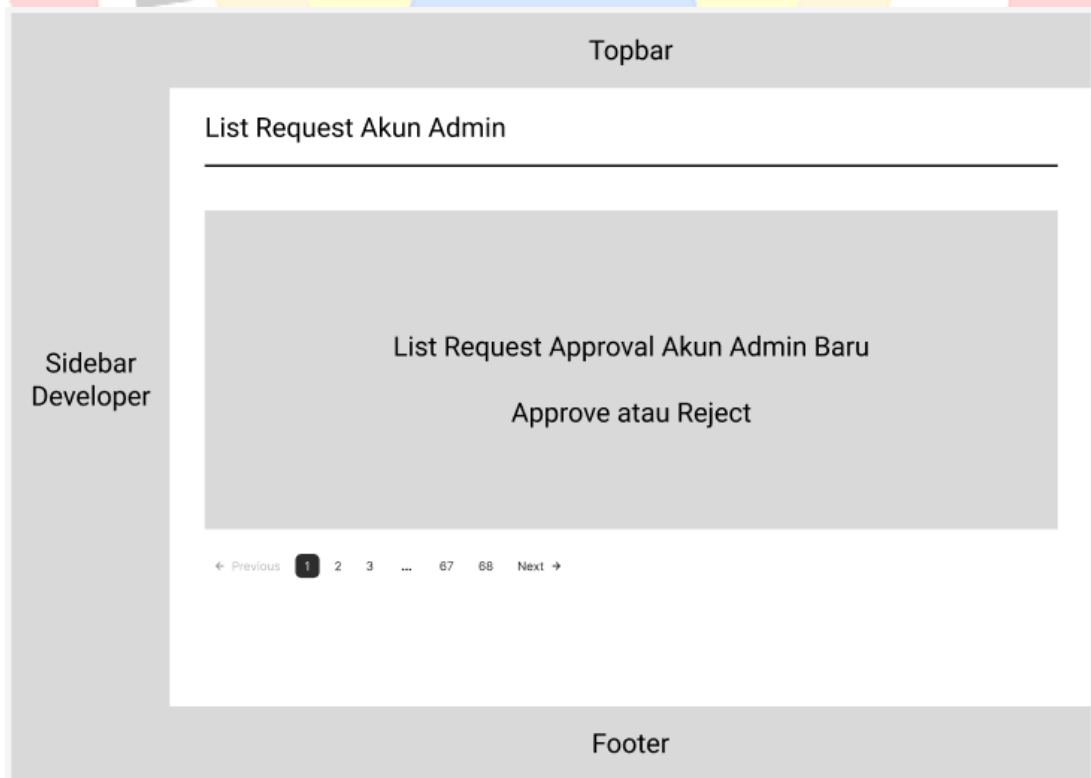 Topbar
List Request Akun Admin
Sidebar
Developer
List Request Approval Akun Admin Baru
Approve atau Reject
← Previous 1 2 3 ... 67 68 Next →
Footer